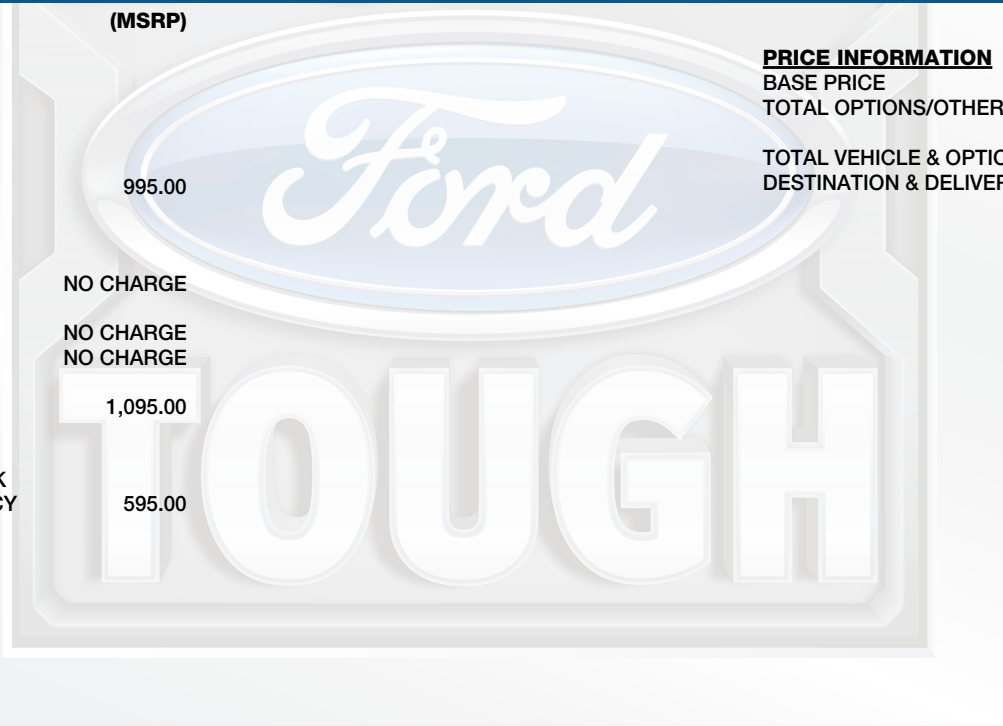 (MSRP)
PRICE INFORMATION
BASE PRICE
TOTAL OPTIONS/OTHER
TOTAL VEHICLE & OPTIO
DESTINATION & DELIVER
995.00
NO CHARGE
NO CHARGE
NO CHARGE
1,095.00
K
CY
595.00
Ford
TOUGH